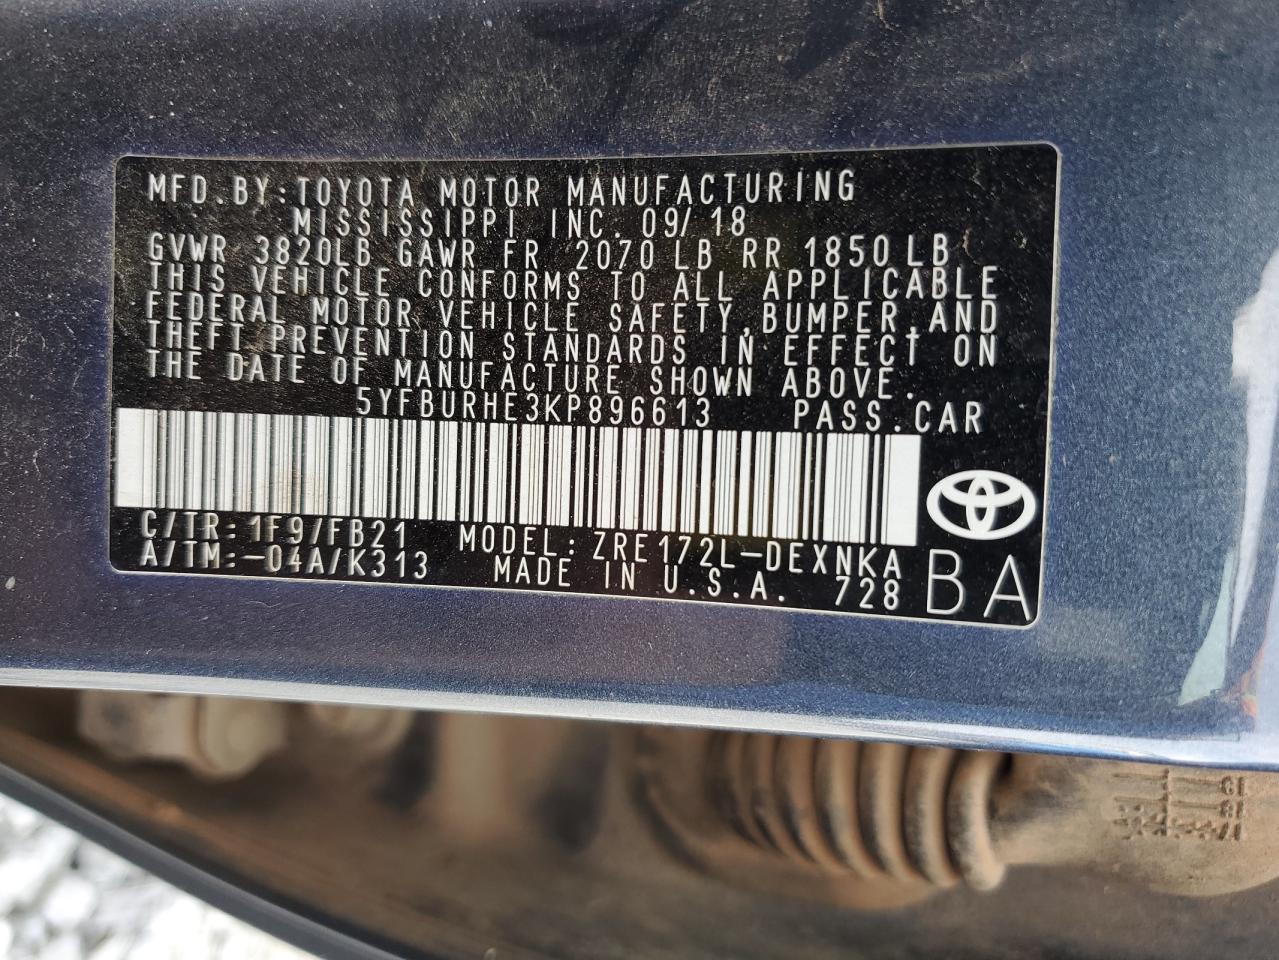 MFD.BY:TOYOTA MOTOR MANUFACTURING
MISSISSIPPI INC. 09/18
GVWR 3820LB GAWR FR 2070 LB RR 1850 LB
THIS VEHICLE CONFORMS TO ALL APPLICABLE
FEDERAL MOTOR VEHICLE SAFETY,BUMPER,AND
THEFT PREVENTION STANDARDS IN EFFECT ON
THE DATE OF MANUFACTURE SHOWN ABOVE.
5YFBURHE3KP896613 PASS.CAR
C/TR:1F9/FB21 MODEL:ZRE172L-DEXNKA
A/TM:-04A/K313 MADE IN U.S.A. 728
BA